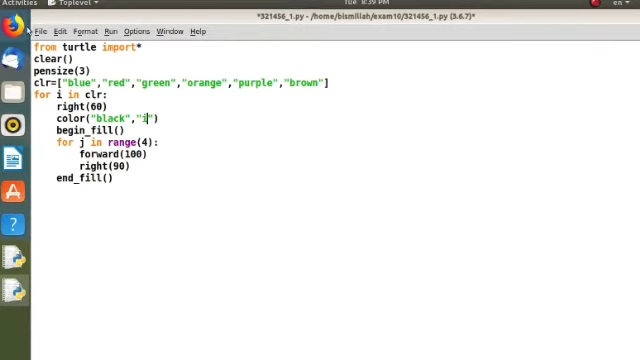 Activities Toplevel Tue 8:39 PM en
*321456_1.py - /home/bismillah/exam10/321456_1.py (3.6.7)*
File Edit Format Run Options Window Help
from turtle import*
clear()
pensize(3)
clr=["blue","red","green","orange","purple","brown"]
for i in clr:
    right(60)
    color("black","i")
    begin_fill()
    for j in range(4):
        forward(100)
        right(90)
    end_fill()